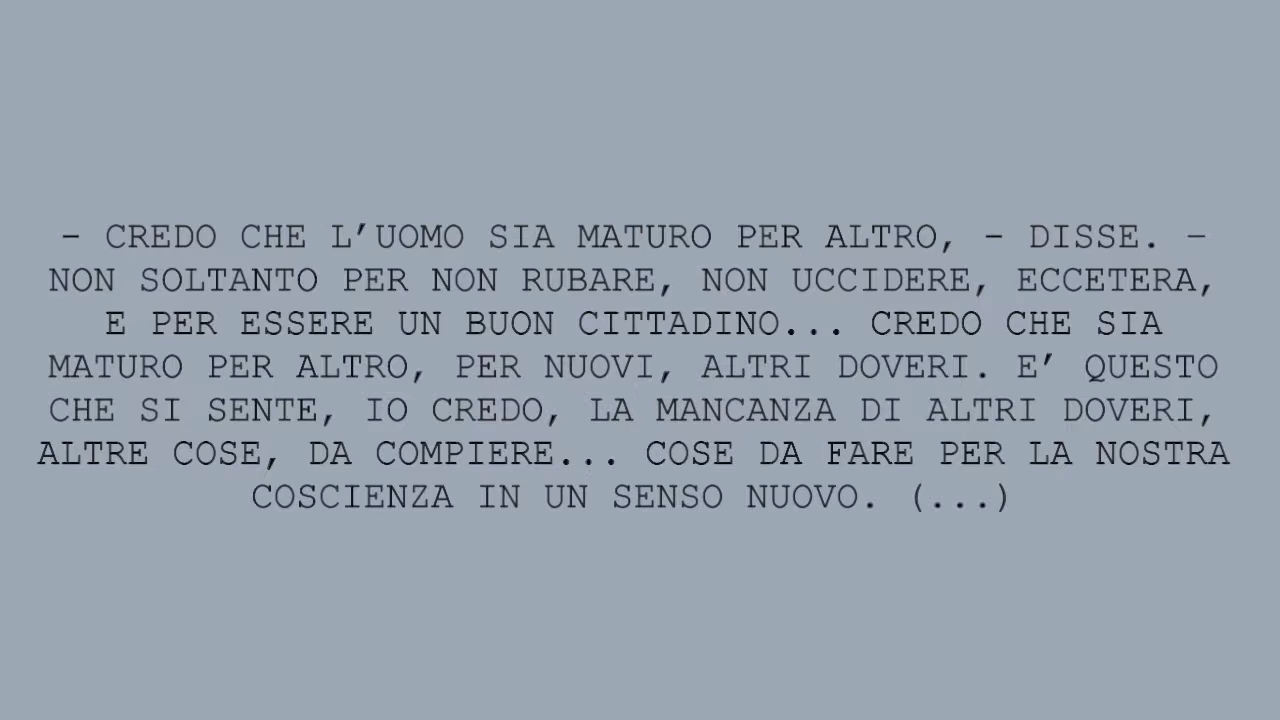 - CREDO CHE L’UOMO SIA MATURO PER ALTRO, - DISSE. –
NON SOLTANTO PER NON RUBARE, NON UCCIDERE, ECCETERA,
E PER ESSERE UN BUON CITTADINO... CREDO CHE SIA
MATURO PER ALTRO, PER NUOVI, ALTRI DOVERI. E’ QUESTO
CHE SI SENTE, IO CREDO, LA MANCANZA DI ALTRI DOVERI,
ALTRE COSE, DA COMPIERE... COSE DA FARE PER LA NOSTRA
COSCIENZA IN UN SENSO NUOVO. (...)